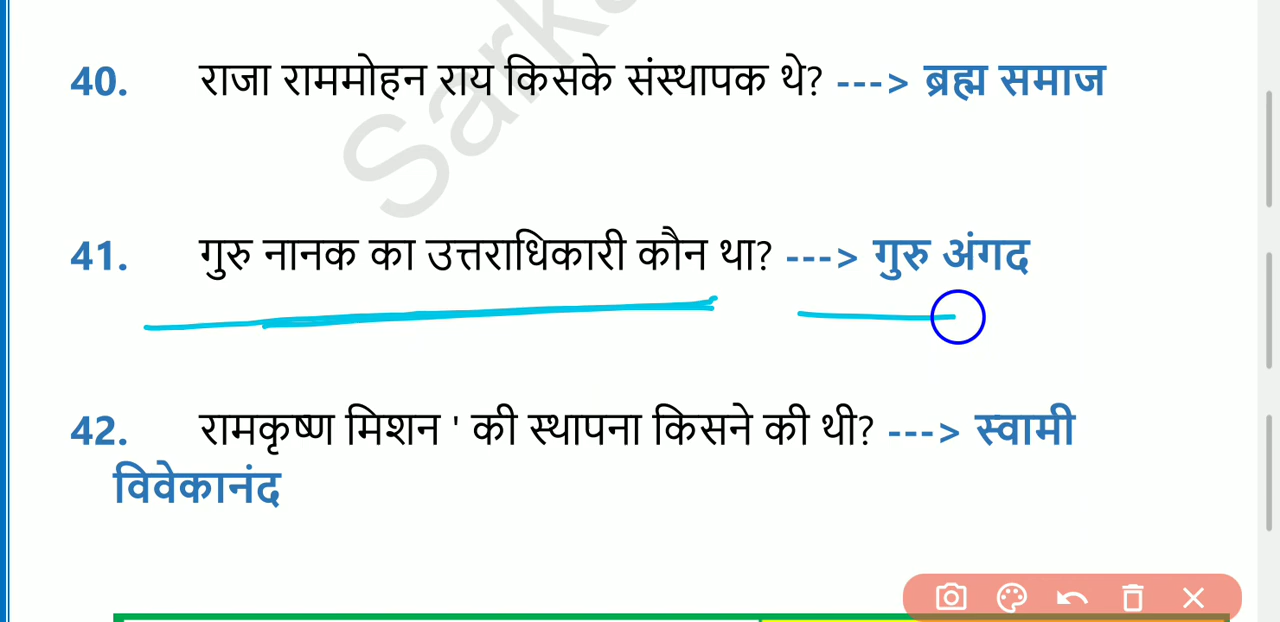 40. राजा राममोहन राय किसके संस्थापक थे? ---> ब्रह्म समाज
41. गुरु नानक का उत्तराधिकारी कौन था? ---> गुरु अंगद
42. रामकृष्ण मिशन ' की स्थापना किसने की थी? ---> स्वामी
विवेकानंद